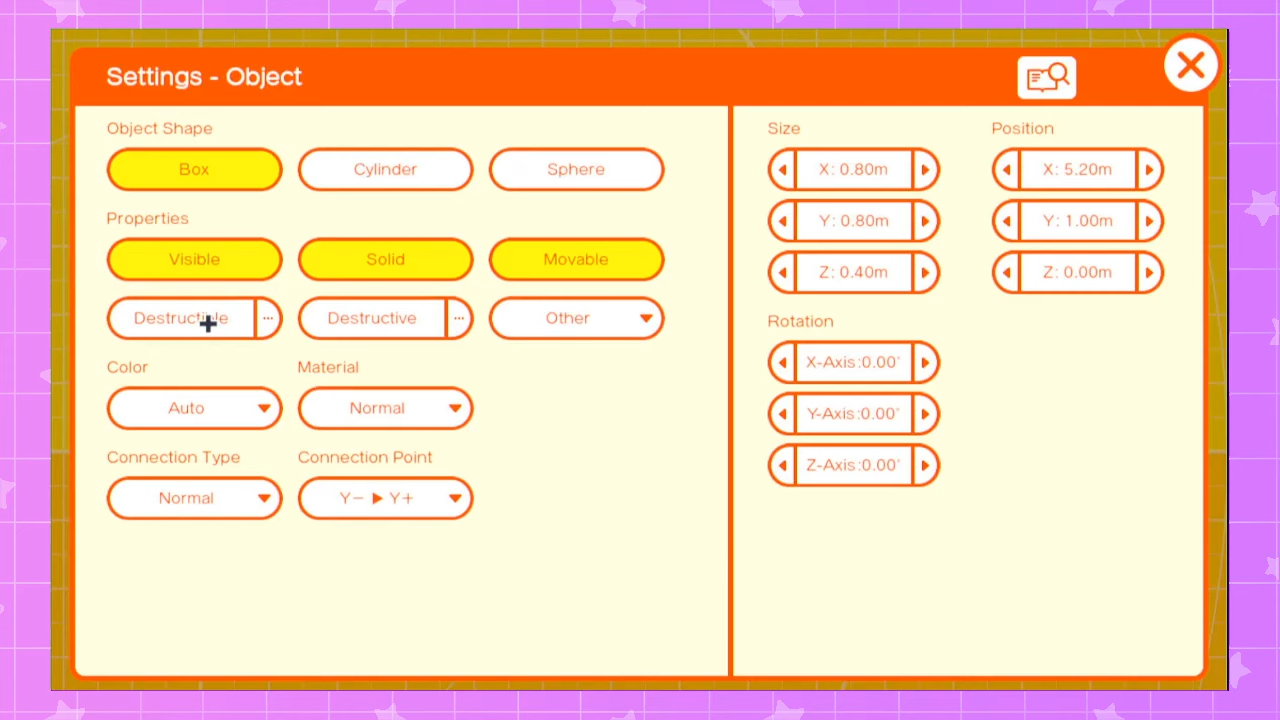 Settings - Object
Object Shape
Box Cylinder Sphere
Properties
Visible Solid Movable
Destructible ... Destructive ... Other
Color Material
Auto Normal
Connection Type Connection Point
Normal Y- ▶ Y+
Size Position
X: 0.80m X: 5.20m
Y: 0.80m Y: 1.00m
Z: 0.40m Z: 0.00m
Rotation
X-Axis:0.00°
Y-Axis:0.00°
Z-Axis:0.00°